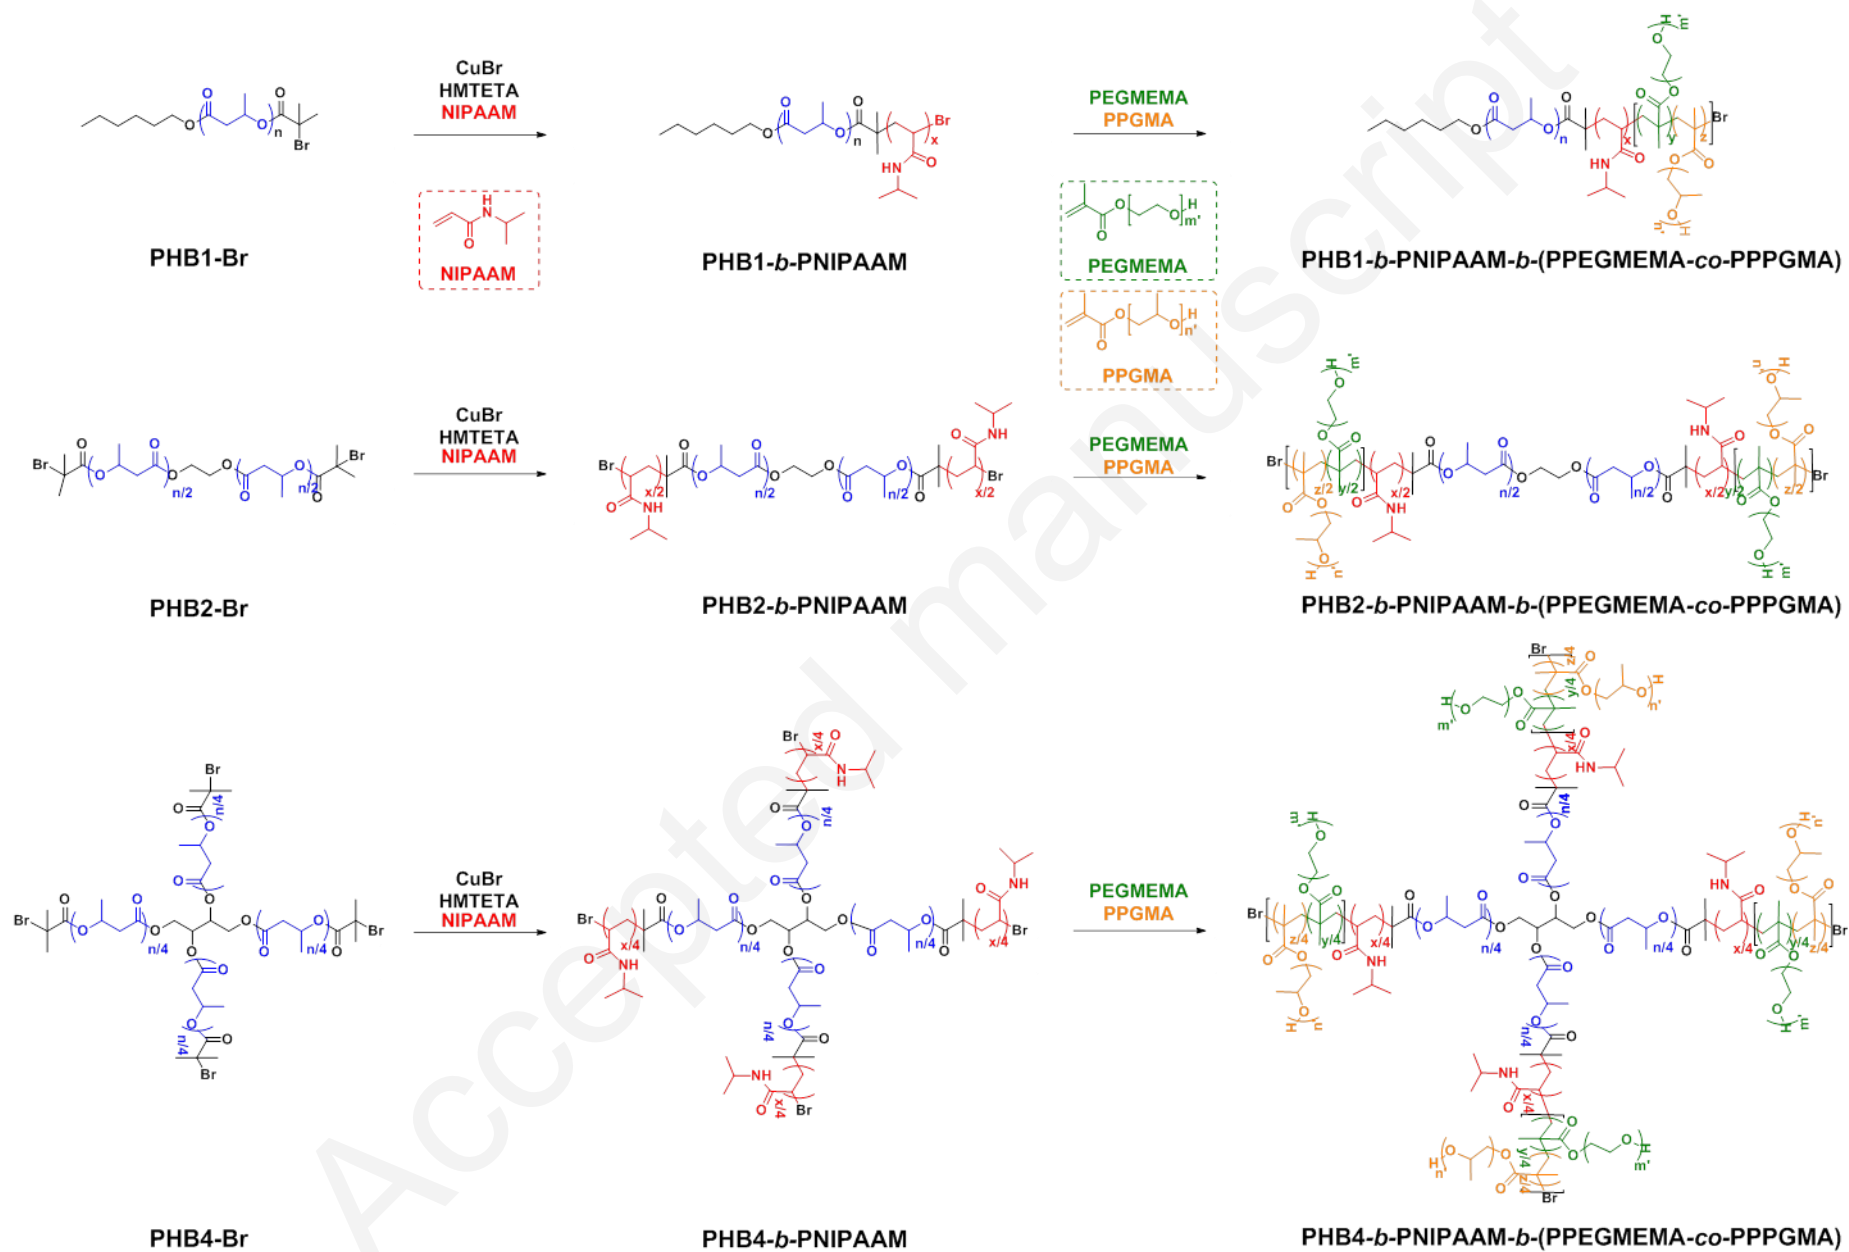 CuBr
HMTETA
NIPAAM
PEGMEMA
PPGMA
NIPAAM
PEGMEMA
PPGMA
PHB1-Br
PHB1-b-PNIPAAM
PHB1-b-PNIPAAM-b-(PPEGMEMA-co-PPPGMA)
CuBr
HMTETA
NIPAAM
PEGMEMA
PPGMA
PHB2-Br
PHB2-b-PNIPAAM
PHB2-b-PNIPAAM-b-(PPEGMEMA-co-PPPGMA)
CuBr
HMTETA
NIPAAM
PEGMEMA
PPGMA
PHB4-Br
PHB4-b-PNIPAAM
PHB4-b-PNIPAAM-b-(PPEGMEMA-co-PPPGMA)
Accepted manuscript